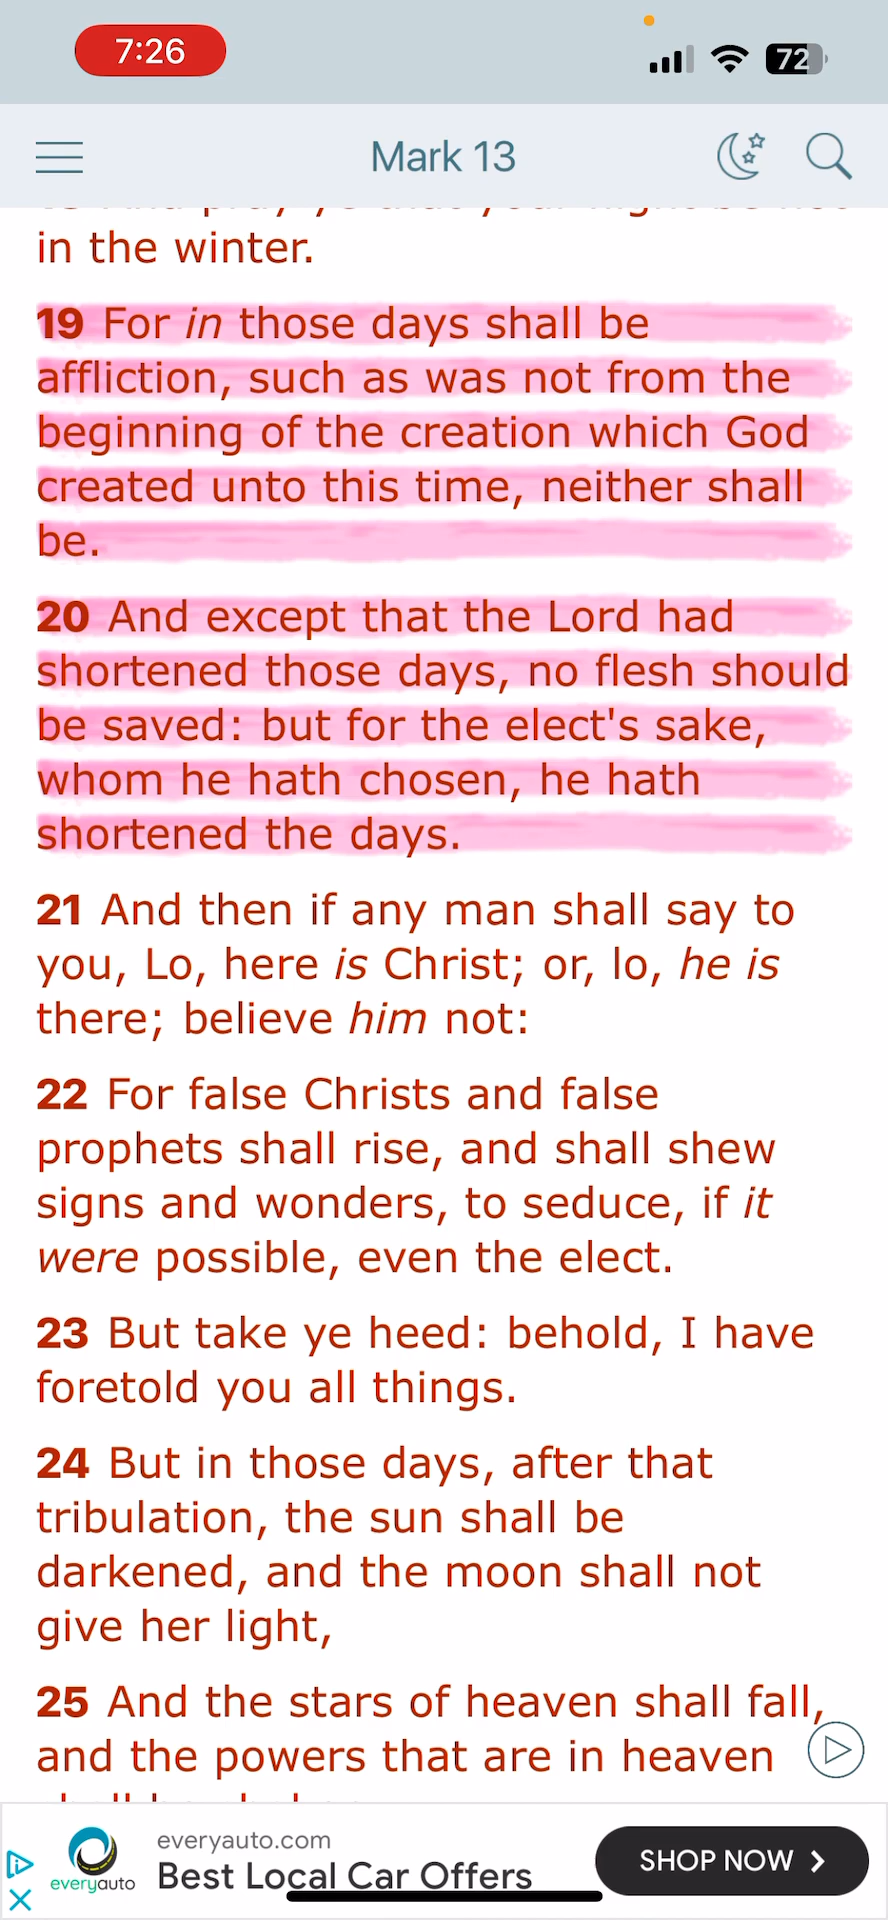 7:26
72
Mark 13
in the winter.
19 For in those days shall be
affliction, such as was not from the
beginning of the creation which God
created unto this time, neither shall
be.
20 And except that the Lord had
shortened those days, no flesh should
be saved: but for the elect's sake,
whom he hath chosen, he hath
shortened the days.
21 And then if any man shall say to
you, Lo, here is Christ; or, lo, he is
there; believe him not:
22 For false Christs and false
prophets shall rise, and shall shew
signs and wonders, to seduce, if it
were possible, even the elect.
23 But take ye heed: behold, I have
foretold you all things.
24 But in those days, after that
tribulation, the sun shall be
darkened, and the moon shall not
give her light,
25 And the stars of heaven shall fall,
and the powers that are in heaven
everyauto
everyauto.com
Best Local Car Offers
SHOP NOW